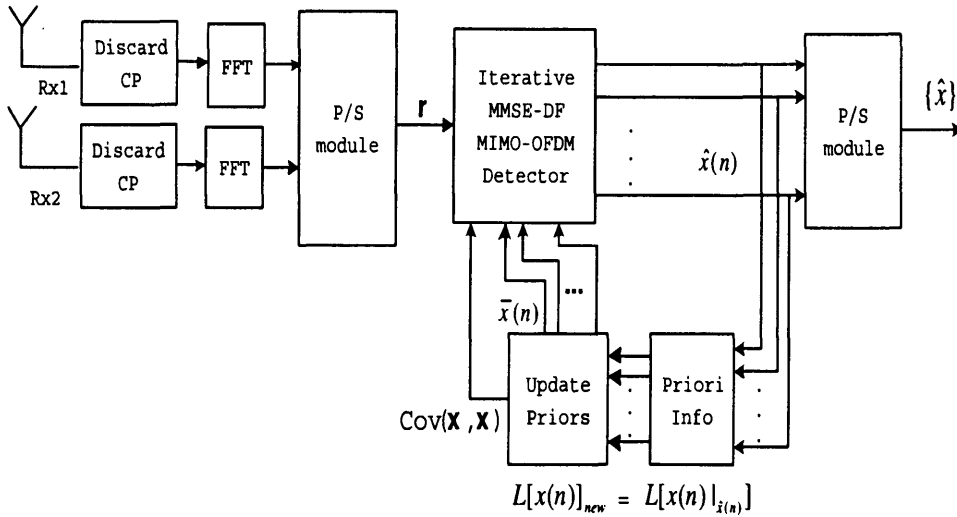 Rx1
Discard
CP
FFT
Rx2
Discard
CP
FFT
P/S
module
r
Iterative
MMSE-DF
MIMO-OFDM
Detector
x̂(n)
P/S
module
{x̂}
x̄(n)
...
Update
Priors
Priori
Info
Cov(X,X)
L[x(n)]new = L[x(n)|x̂(n)]